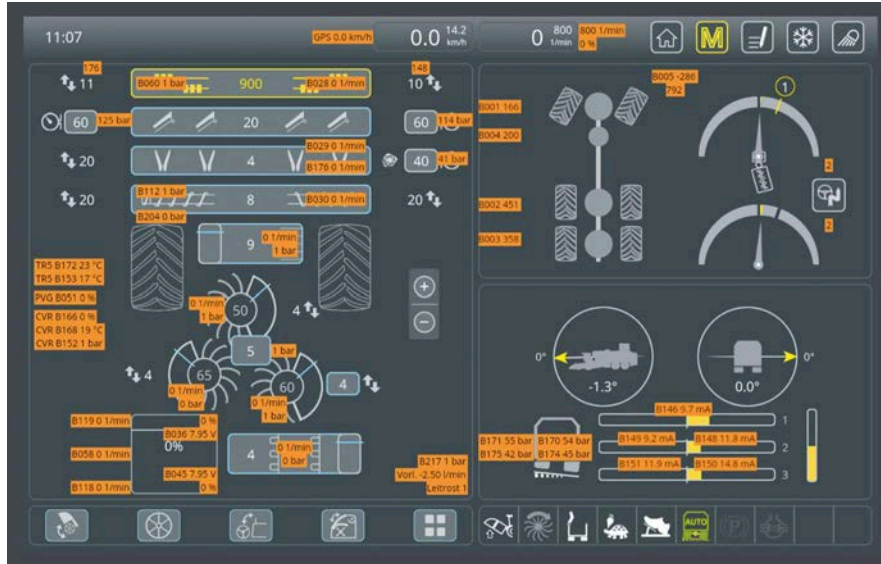 11:07
GPS 0.0 km/h
0.0
14.2
km/h
0
800
1/min
800 1/min
0 %
M
176
11
B060 1 bar
900
B028 0 1/min
148
10
60
125 bar
20
60
114 bar
20
4
B029 0 1/min
B176 0 1/min
40
41 bar
20
B112 1 bar
8
B030 0 1/min
20
B204 0 bar
9
0 1/min
1 bar
TR5 B172 23 °C
TR5 B153 17 °C
PVG B051 0 %
CVR B166 0 %
CVR B168 19 °C
CVR B152 1 bar
0 1/min
1 bar
50
4
5
1 bar
4
65
60
4
0 1/min
0 bar
0 1/min
1 bar
B119 0 1/min
0 %
B036 7.95 V
0%
B058 0 1/min
4
0 1/min
0 bar
B045 7.95 V
B118 0 1/min
0 %
B217 1 bar
Vorl. -2.50 l/min
Leitrost 1
+
−
B005 -286
792
1
B001 166
B004 200
B002 451
B003 358
2
2
0°
-1.3°
0.0°
0°
B146 9.7 mA
1
B171 55 bar
B170 54 bar
B149 9.2 mA
B148 11.8 mA
2
B175 42 bar
B174 45 bar
B151 11.9 mA
B150 14.8 mA
3
AUTO
(P)